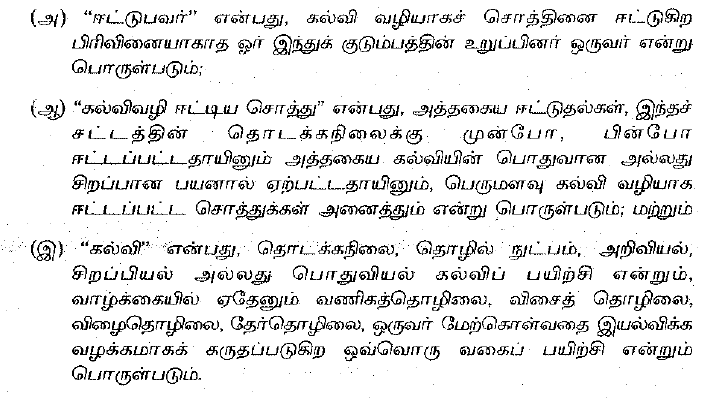 (அ) “ஈட்டுபவர்” என்பது, கல்வி வழியாகச் சொத்தினை ஈட்டுகிற
பிரிவினையாகாத ஓர் இந்துக் குடும்பத்தின் உறுப்பினர் ஒருவர் என்று
பொருள்படும்;
(ஆ) “கல்விவழி ஈட்டிய சொத்து” என்பது, அத்தகைய ஈட்டுதல்கள், இந்தச்
சட்டத்தின் தொடக்கநிலைக்கு முன்போ, பின்போ
ஈட்டப்பட்டதாயினும் அத்தகைய கல்வியின் பொதுவான அல்லது
சிறப்பான பயனால் ஏற்பட்டதாயினும், பெருமளவு கல்வி வழியாக
ஈட்டப்பட்ட சொத்துக்கள் அனைத்தும் என்று பொருள்படும்; மற்றும்
(இ) “கல்வி” என்பது, தொடக்கநிலை, தொழில் நுட்பம், அறிவியல்,
சிறப்பியல் அல்லது பொதுவியல் கல்விப் பயிற்சி என்றும்,
வாழ்க்கையில் ஏதேனும் வணிகத்தொழிலை, விசைத் தொழிலை,
விழைதொழிலை, தேர்தொழிலை, ஒருவர் மேற்கொள்வதை இயல்விக்க
வழக்கமாகக் கருதப்படுகிற ஒவ்வொரு வகைப் பயிற்சி என்றும்
பொருள்படும்.